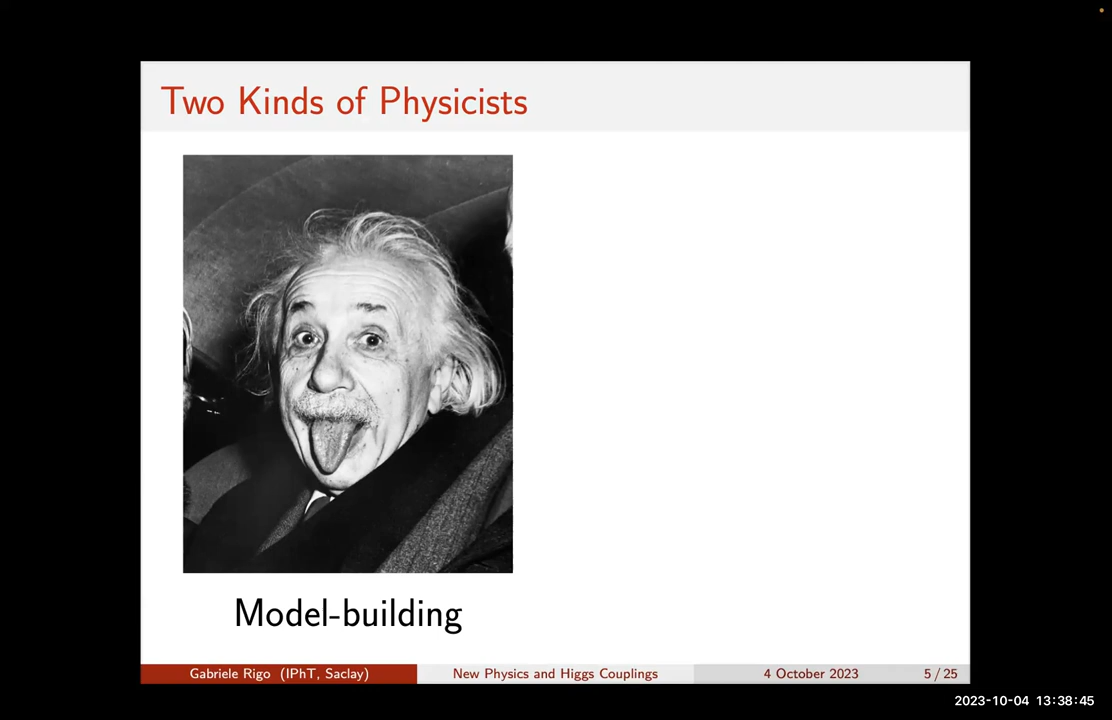 Two Kinds of Physicists
Model-building
Gabriele Rigo (IPhT, Saclay)
New Physics and Higgs Couplings
4 October 2023
5 / 25
2023-10-04 13:38:45